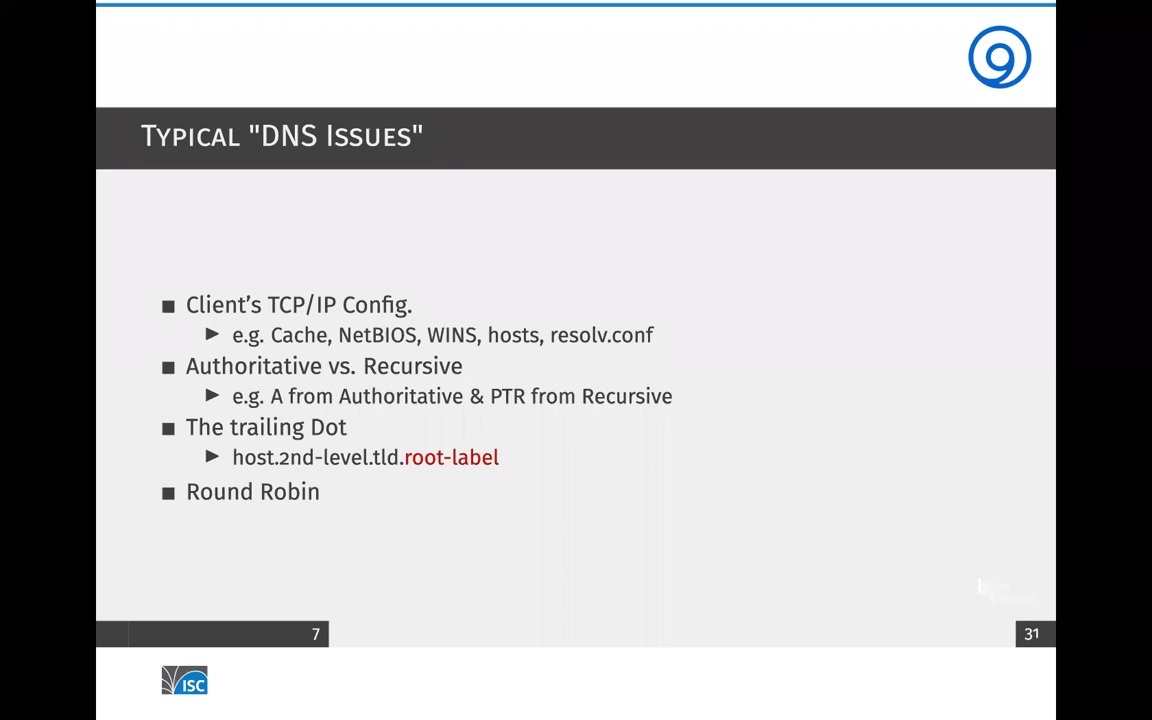 Typical "DNS Issues"
■ Client's TCP/IP Config.
► e.g. Cache, NetBIOS, WINS, hosts, resolv.conf
■ Authoritative vs. Recursive
► e.g. A from Authoritative & PTR from Recursive
■ The trailing Dot
► host.2nd-level.tld.root-label
■ Round Robin
7
31
ISC